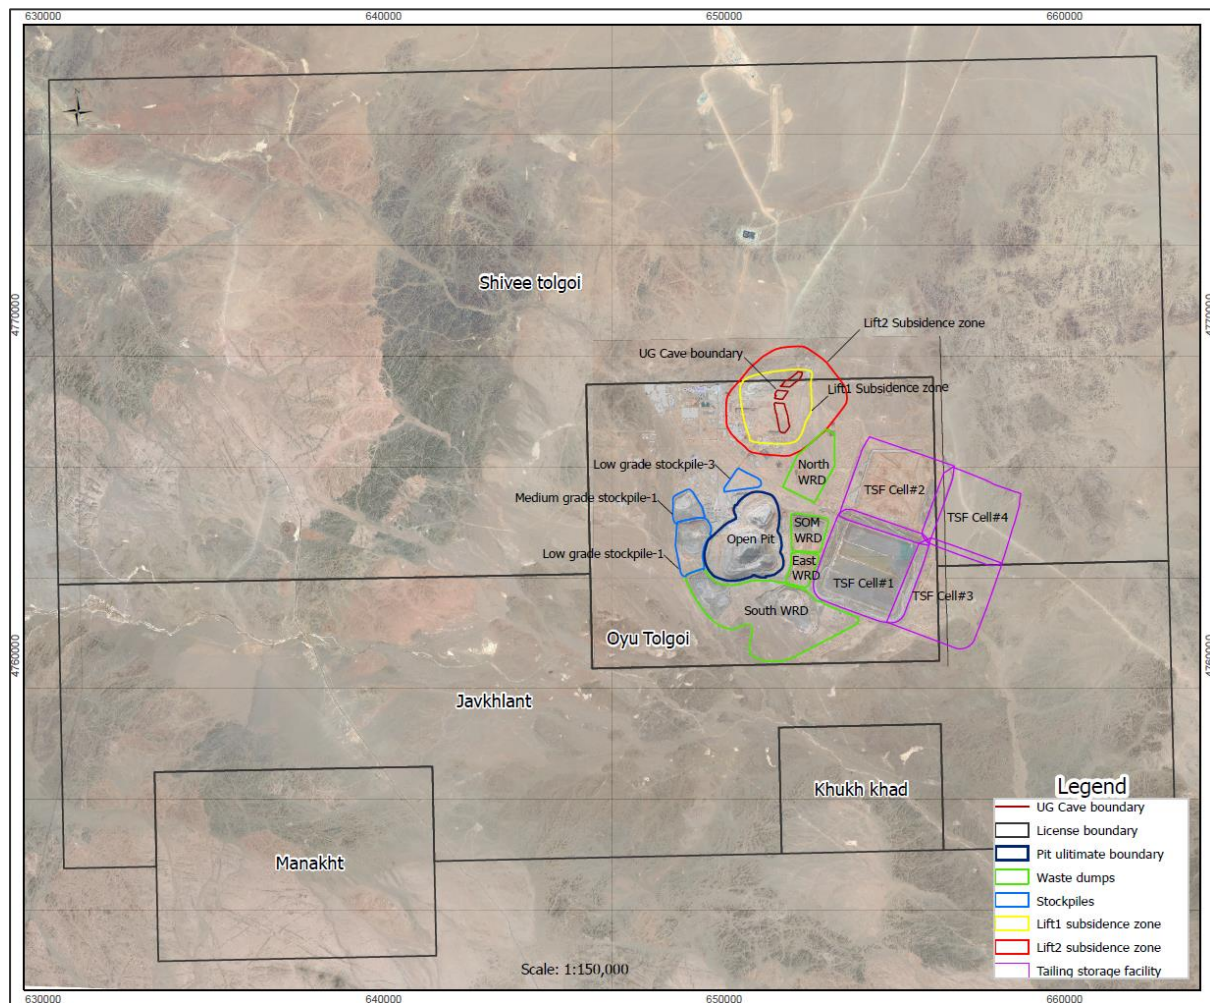 630000
640000
650000
660000
Shivee tolgoi
4770000
4770000
Lift2 Subsidence zone
UG Cave boundary
Lift1 Subsidence zone
Low grade stockpile-3
North
WRD
Medium grade stockpile-1
TSF Cell#2
TSF Cell#4
SOM
WRD
Open Pit
Low grade stockpile-1
East
WRD
TSF Cell#1
TSF Cell#3
South WRD
Oyu Tolgoi
4760000
4760000
Javkhlant
Khukh khad
Manakht
Legend
UG Cave boundary
License boundary
Pit ulitimate boundary
Waste dumps
Stockpiles
Lift1 subsidence zone
Lift2 subsidence zone
Tailing storage facility
Scale: 1:150,000
630000
640000
650000
660000